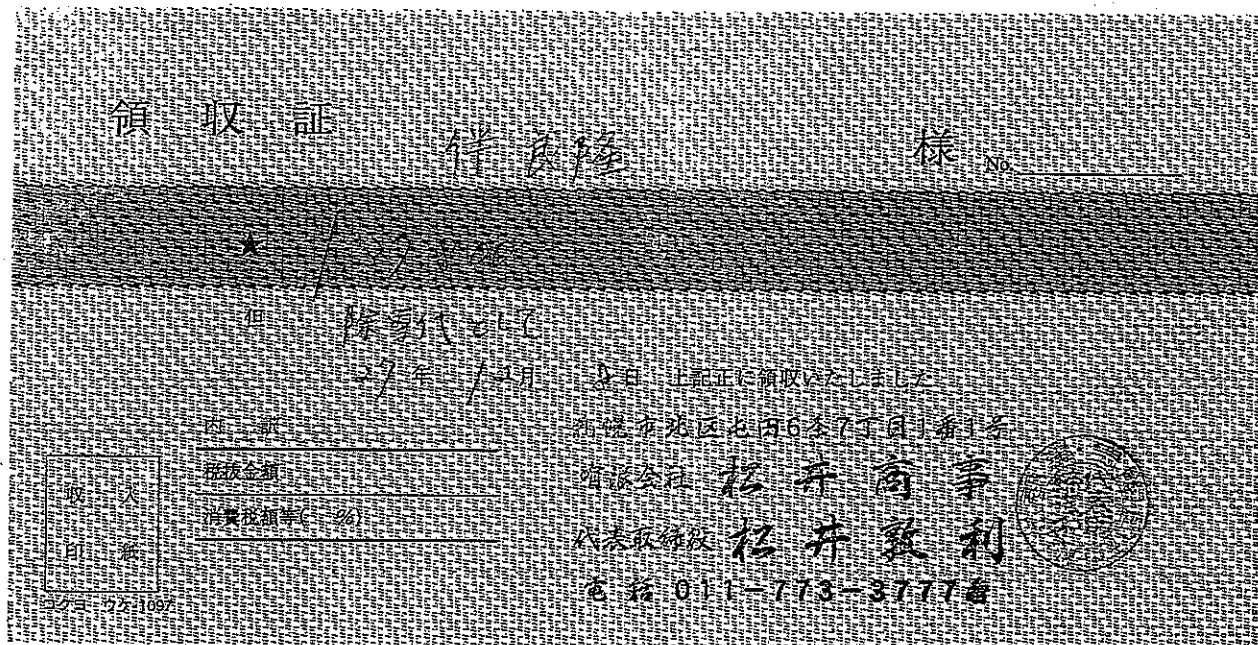 領収証
様 No.
★
但 除雪代として
29年 12月 日 上記正に領収いたしました
内訳
札幌市北区屯田6条7丁目1番1号
税抜金額
有限会社 松井商事
収入
消費税額等( %)
代表取締役 松井敦利
印紙
電話 011-773-3777番
コクヨ ウケ-1097